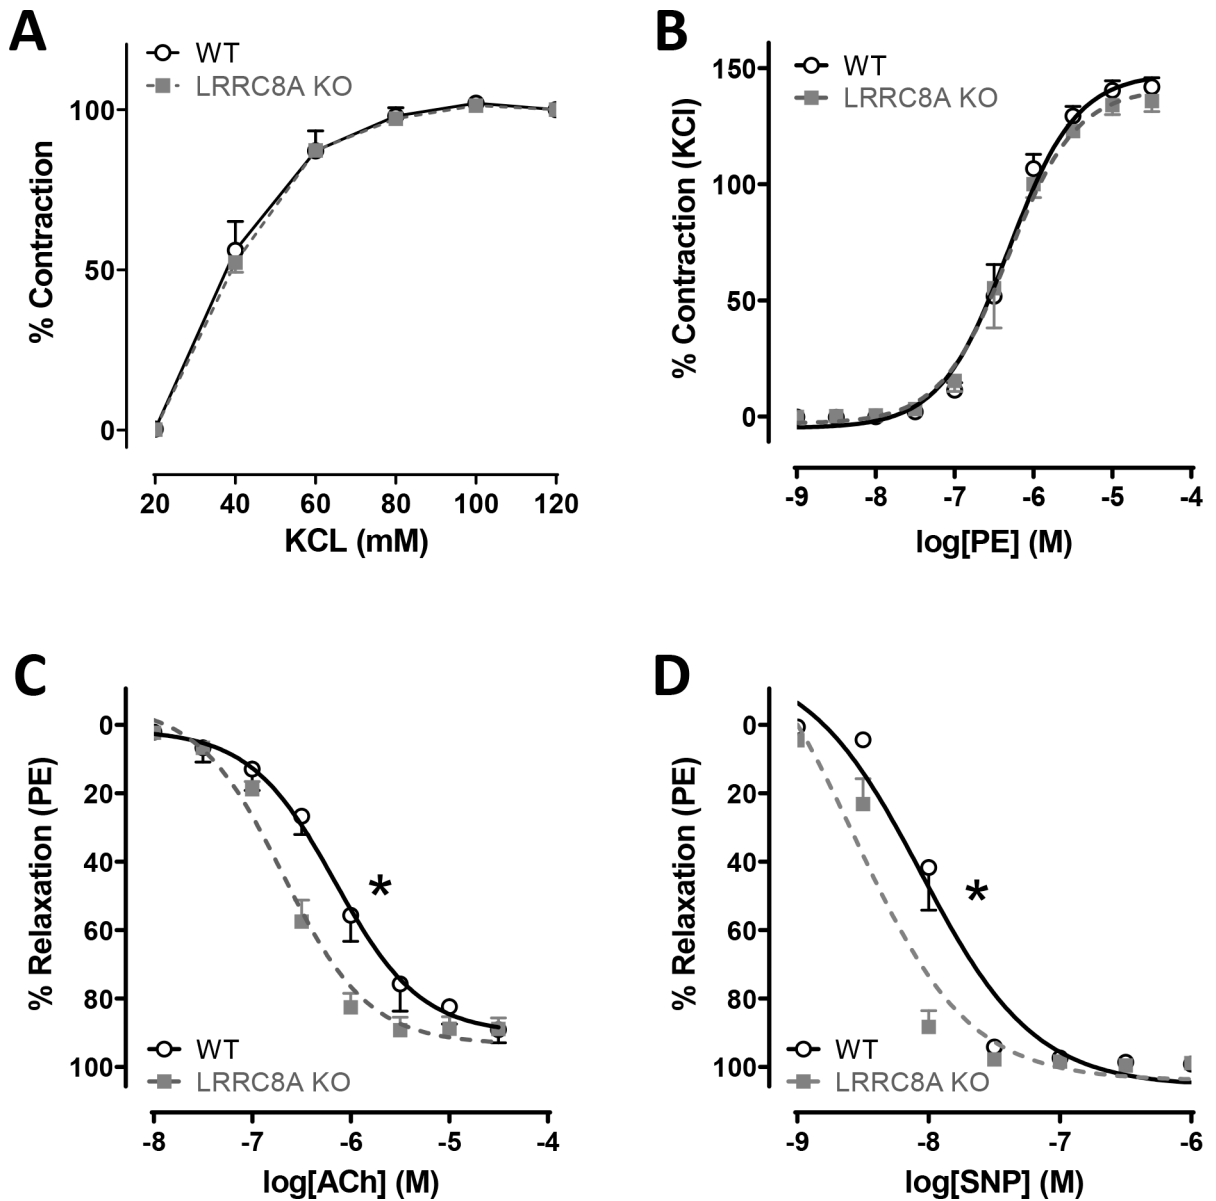 A
WT
LRRC8A KO
100
50
0
% Contraction
20 40 60 80 100 120
KCL (mM)
B
WT
LRRC8A KO
150
100
50
0
% Contraction (KCl)
-9 -8 -7 -6 -5 -4
log[PE] (M)
C
0
20
40
60
80
100
% Relaxation (PE)
*
WT
LRRC8A KO
-8 -7 -6 -5 -4
log[ACh] (M)
D
0
20
40
60
80
100
% Relaxation (PE)
*
WT
LRRC8A KO
-9 -8 -7 -6
log[SNP] (M)